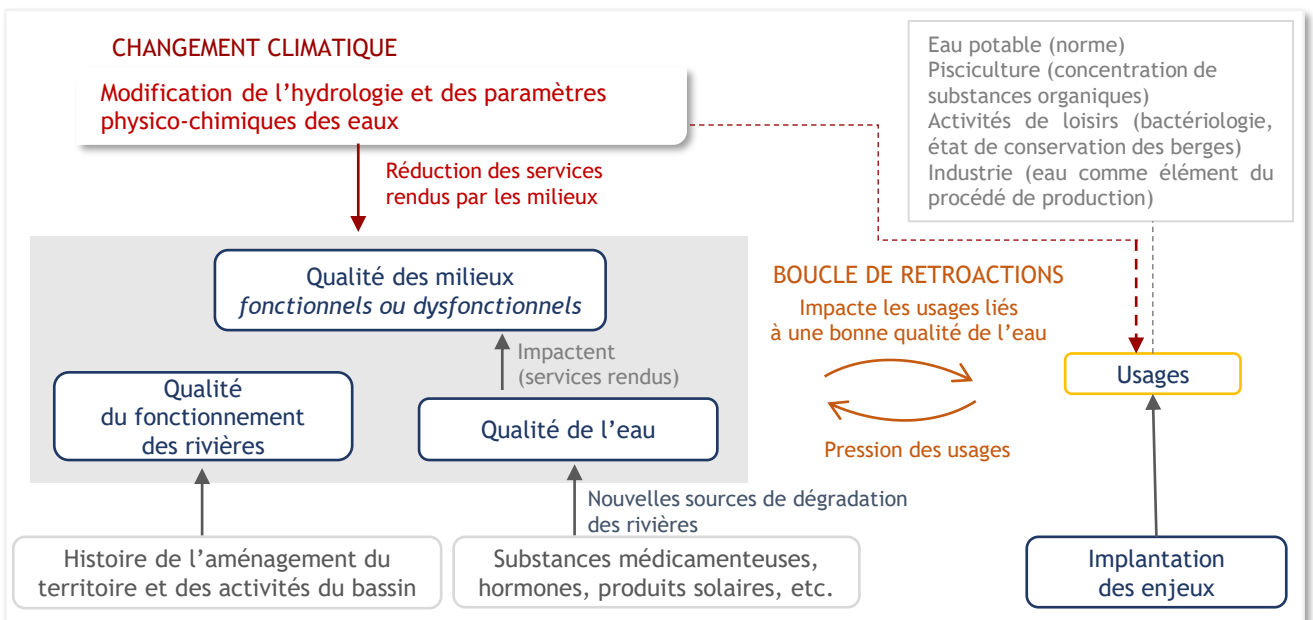 CHANGEMENT CLIMATIQUE
Modification de l’hydrologie et des paramètres
physico-chimiques des eaux
Eau potable (norme)
Pisciculture (concentration de
substances organiques)
Activités de loisirs (bactériologie,
état de conservation des berges)
Industrie (eau comme élément du
procédé de production)
Réduction des services
rendus par les milieux
Qualité des milieux
fonctionnels ou dysfonctionnels
BOUCLE DE RETROACTIONS
Impacte les usages liés
à une bonne qualité de l’eau
Impactent
(services rendus)
Usages
Qualité
du fonctionnement
des rivières
Qualité de l’eau
Pression des usages
Nouvelles sources de dégradation
des rivières
Histoire de l’aménagement du
territoire et des activités du bassin
Substances médicamenteuses,
hormones, produits solaires, etc.
Implantation
des enjeux